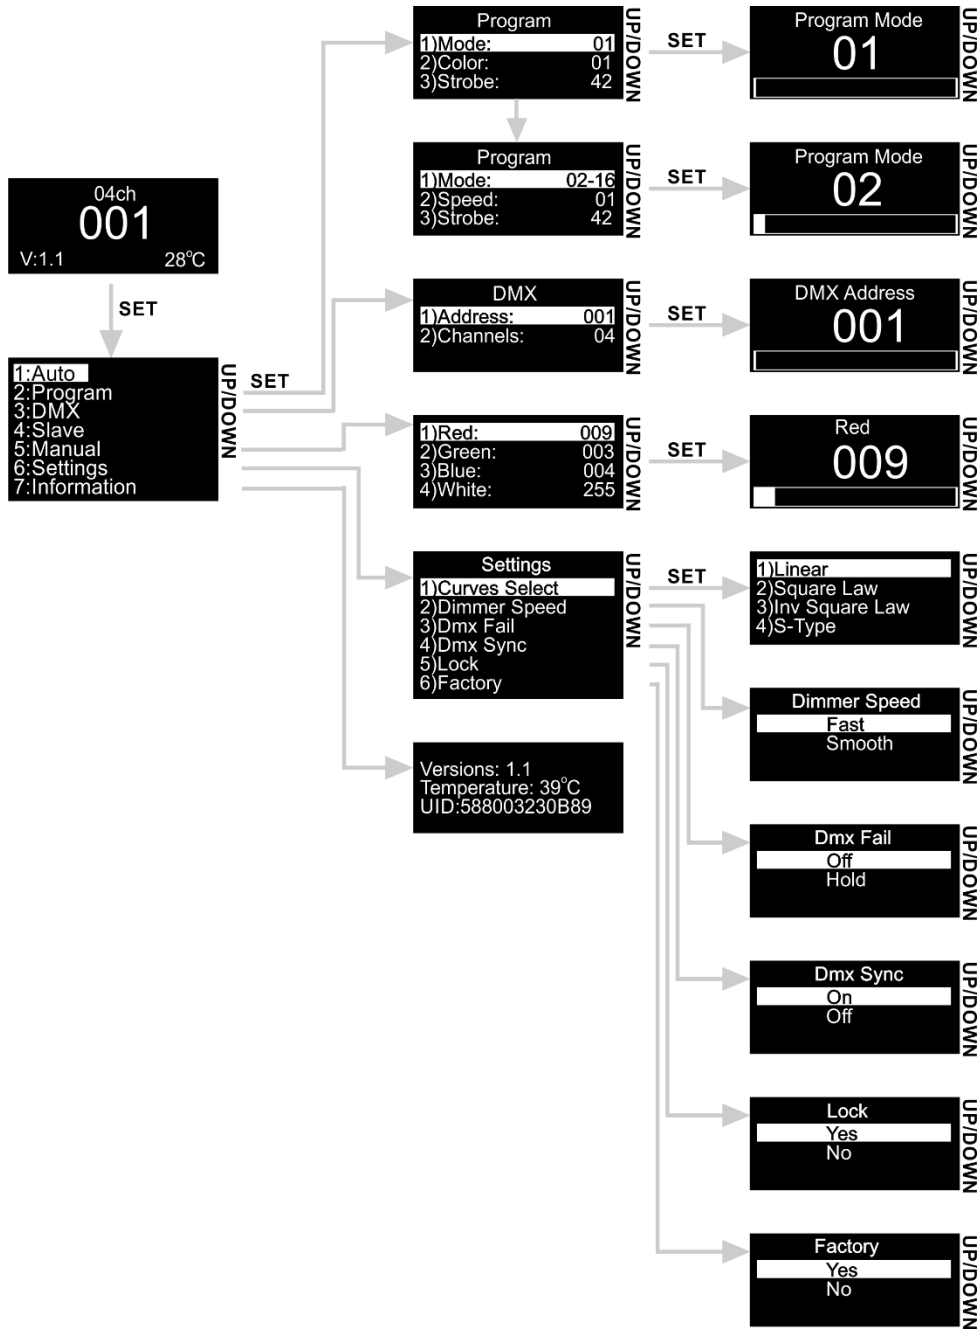 04ch
001
V:1.1 28°C
SET
1:Auto
2:Program
3:DMX
4:Slave
5:Manual
6:Settings
7:Information
UP/DOWN
SET
Program
1)Mode: 01
2)Color: 01
3)Strobe: 42
UP/DOWN
SET
Program Mode
01
UP/DOWN
Program
1)Mode: 02-16
2)Speed: 01
3)Strobe: 42
UP/DOWN
SET
Program Mode
02
UP/DOWN
DMX
1)Address: 001
2)Channels: 04
UP/DOWN
SET
DMX Address
001
UP/DOWN
1)Red: 009
2)Green: 003
3)Blue: 004
4)White: 255
UP/DOWN
SET
Red
009
UP/DOWN
Settings
1)Curves Select
2)Dimmer Speed
3)Dmx Fail
4)Dmx Sync
5)Lock
6)Factory
UP/DOWN
SET
1)Linear
2)Square Law
3)Inv Square Law
4)S-Type
UP/DOWN
Dimmer Speed
Fast
Smooth
UP/DOWN
Versions: 1.1
Temperature: 39°C
UID:588003230B89
Dmx Fail
Off
Hold
UP/DOWN
Dmx Sync
On
Off
UP/DOWN
Lock
Yes
No
UP/DOWN
Factory
Yes
No
UP/DOWN